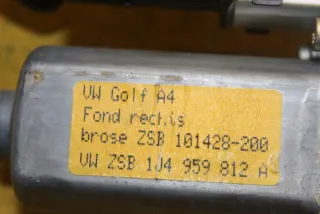 VW Golf A4
Fond rechts
brose ZSB 101428-200
VW ZSB 1J4 959 812 A